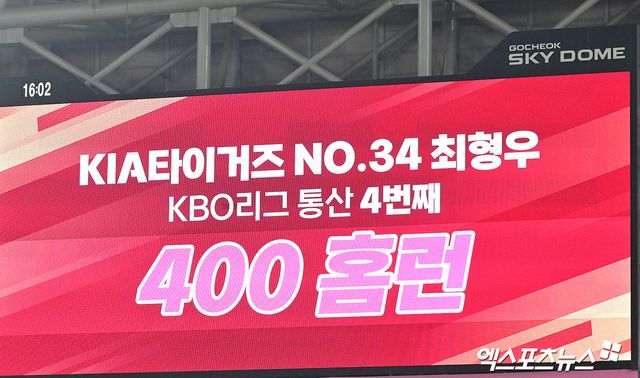 GOCHEOK
SKY DOME
16:02
KIA타이거즈 NO.34 최형우
KBO리그 통산 4번째
400 홈런
엑스포츠뉴스